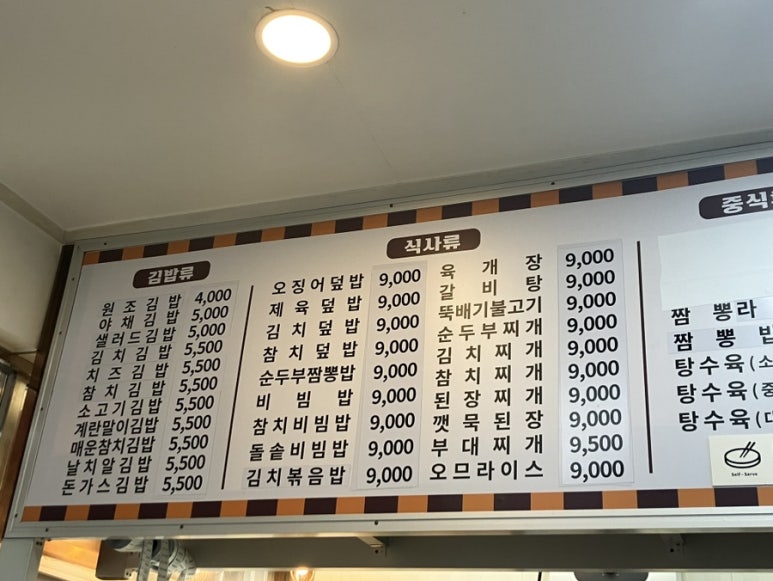 김밥류
원조김밥 4,000
야채김밥 5,000
샐러드김밥 5,000
김치김밥 5,500
치즈김밥 5,500
참치김밥 5,500
소고기김밥 5,500
계란말이김밥 5,500
매운참치김밥 5,500
날치알김밥 5,500
돈가스김밥 5,500
식사류
오징어덮밥 9,000
제육덮밥 9,000
김치덮밥 9,000
참치덮밥 9,000
순두부짬뽕밥 9,000
비빔밥 9,000
참치비빔밥 9,000
돌솥비빔밥 9,000
김치볶음밥 9,000
육개장 9,000
갈비탕 9,000
뚝배기불고기 9,000
순두부찌개 9,000
김치찌개 9,000
참치찌개 9,000
된장찌개 9,000
깻묵된장 9,000
부대찌개 9,500
오므라이스 9,000
중식
짬뽕라
짬뽕밥
탕수육(소
탕수육(중
탕수육(대
Self - Serve